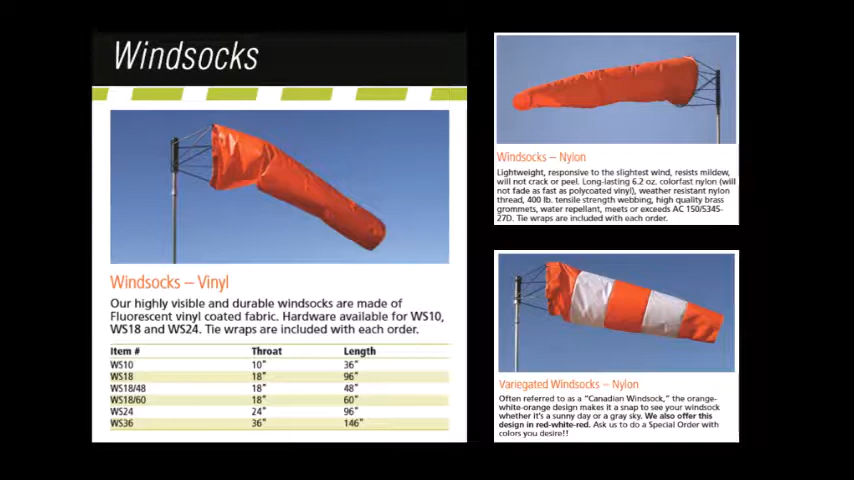 Windsocks
Windsocks – Vinyl
Our highly visible and durable windsocks are made of
Fluorescent vinyl coated fabric. Hardware available for WS10,
WS18 and WS24. Tie wraps are included with each order.
Item # Throat Length
WS10 10" 36"
WS18 18" 96"
WS18/48 18" 48"
WS18/60 18" 60"
WS24 24" 96"
WS36 36" 146"
Windsocks – Nylon
Lightweight, responsive to the slightest wind, resists mildew,
will not crack or peel. Long-lasting 6.2 oz. colorfast nylon (will
not fade as fast as polycoated vinyl), weather resistant nylon
thread, 400 lb. tensile strength webbing, high quality brass
grommets, water repellant, meets or exceeds AC 150/5345-
27D. Tie wraps are included with each order.
Variegated Windsocks – Nylon
Often referred to as a “Canadian Windsock,” the orange-
white-orange design makes it a snap to see your windsock
whether it's a sunny day or a gray sky. We also offer this
design in red-white-red. Ask us to do a Special Order with
colors you desire!!